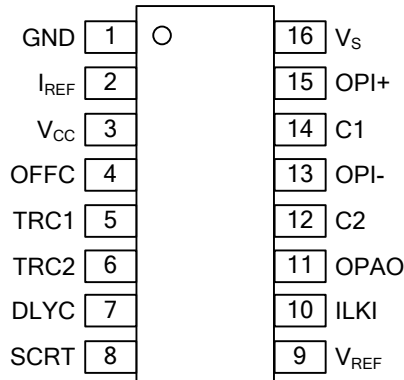 GND 1 16 VS
IREF 2 15 OPI+
VCC 3 14 C1
OFFC 4 13 OPI-
TRC1 5 12 C2
TRC2 6 11 OPAO
DLYC 7 10 ILKI
SCRT 8 9 VREF